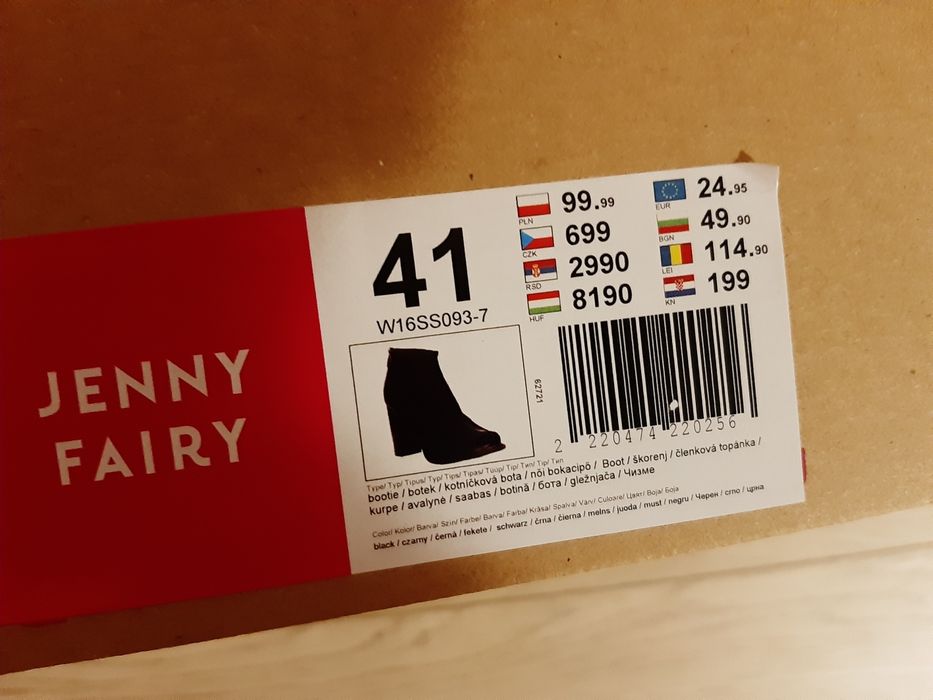 JENNY
FAIRY
41
W16SS093-7
PLN 99.99
CZK 699
RSD 2990
HUF 8190
EUR 24.95
BGN 49.90
LEI 114.90
KN 199
62721
2 220474 220256
Type/ Typ/ Typ/ Tipus/ Typ/ Typ/ Tips/ Tipas/ Tüüp/ Tip/ Тип/ Tip/ Тип
bootie / botek / kotníčková bota / női bokacipő / Boot / škorenj / členková topánka /
kurpe / avalynė / saabas / botină / бота / gležnjača / Чизме
Color/ Kolor/ Barva/ Szín/ Farbe/ Barva/ Farba/ Krāsa/ Spalva/ Värv/ Culoare/ Цвят/ Boja/ Боја
black / czarny / černá / fekete / schwarz / črna / čierna / melns / juoda / must / negru / Черен / crno / црна